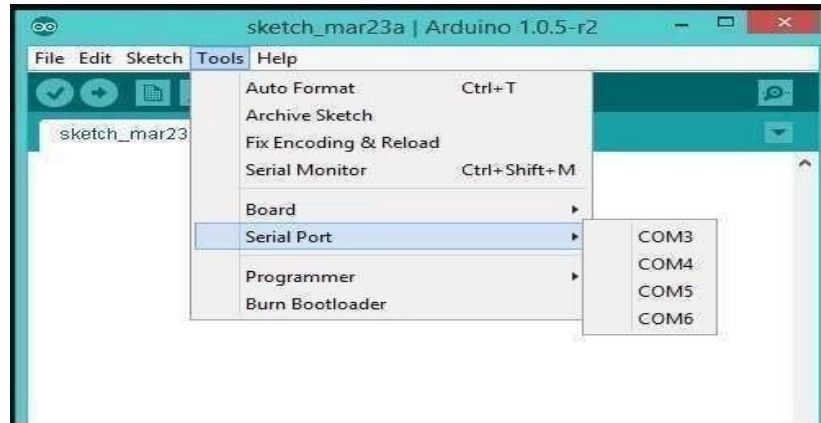 sketch_mar23a | Arduino 1.0.5-r2
File Edit Sketch Tools Help
sketch_mar23
Auto Format Ctrl+T
Archive Sketch
Fix Encoding & Reload
Serial Monitor Ctrl+Shift+M
Board
Serial Port
Programmer
Burn Bootloader
COM3
COM4
COM5
COM6